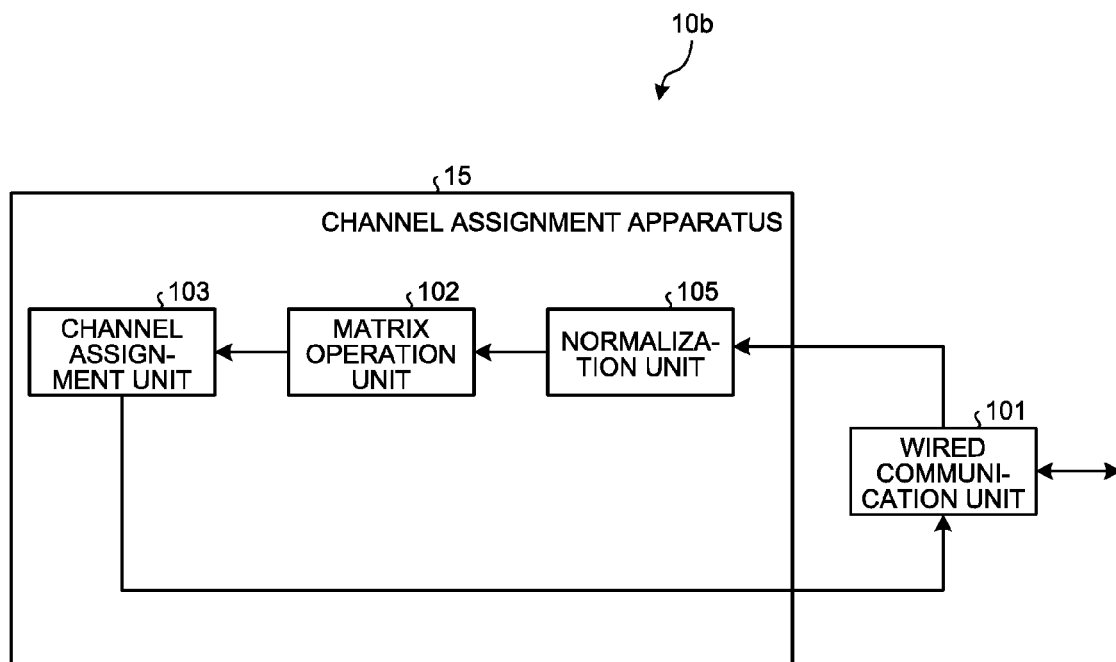 10b
15
CHANNEL ASSIGNMENT APPARATUS
103
CHANNEL
ASSIGN-
MENT UNIT
102
MATRIX
OPERATION
UNIT
105
NORMALIZA-
TION UNIT
101
WIRED
COMMUNI-
CATION UNIT